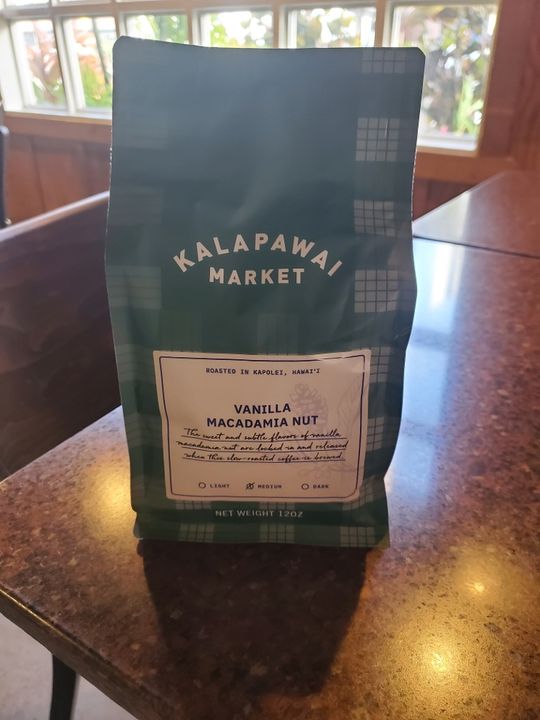 KALAPAWAI
MARKET
ROASTED IN KAPOLEI, HAWAI'I
VANILLA
MACADAMIA NUT
The sweet and subtle flavors of vanilla
macadamia nut are locked in and released
when this slow-roasted coffee is brewed.
LIGHT MEDIUM DARK
NET WEIGHT 12OZ